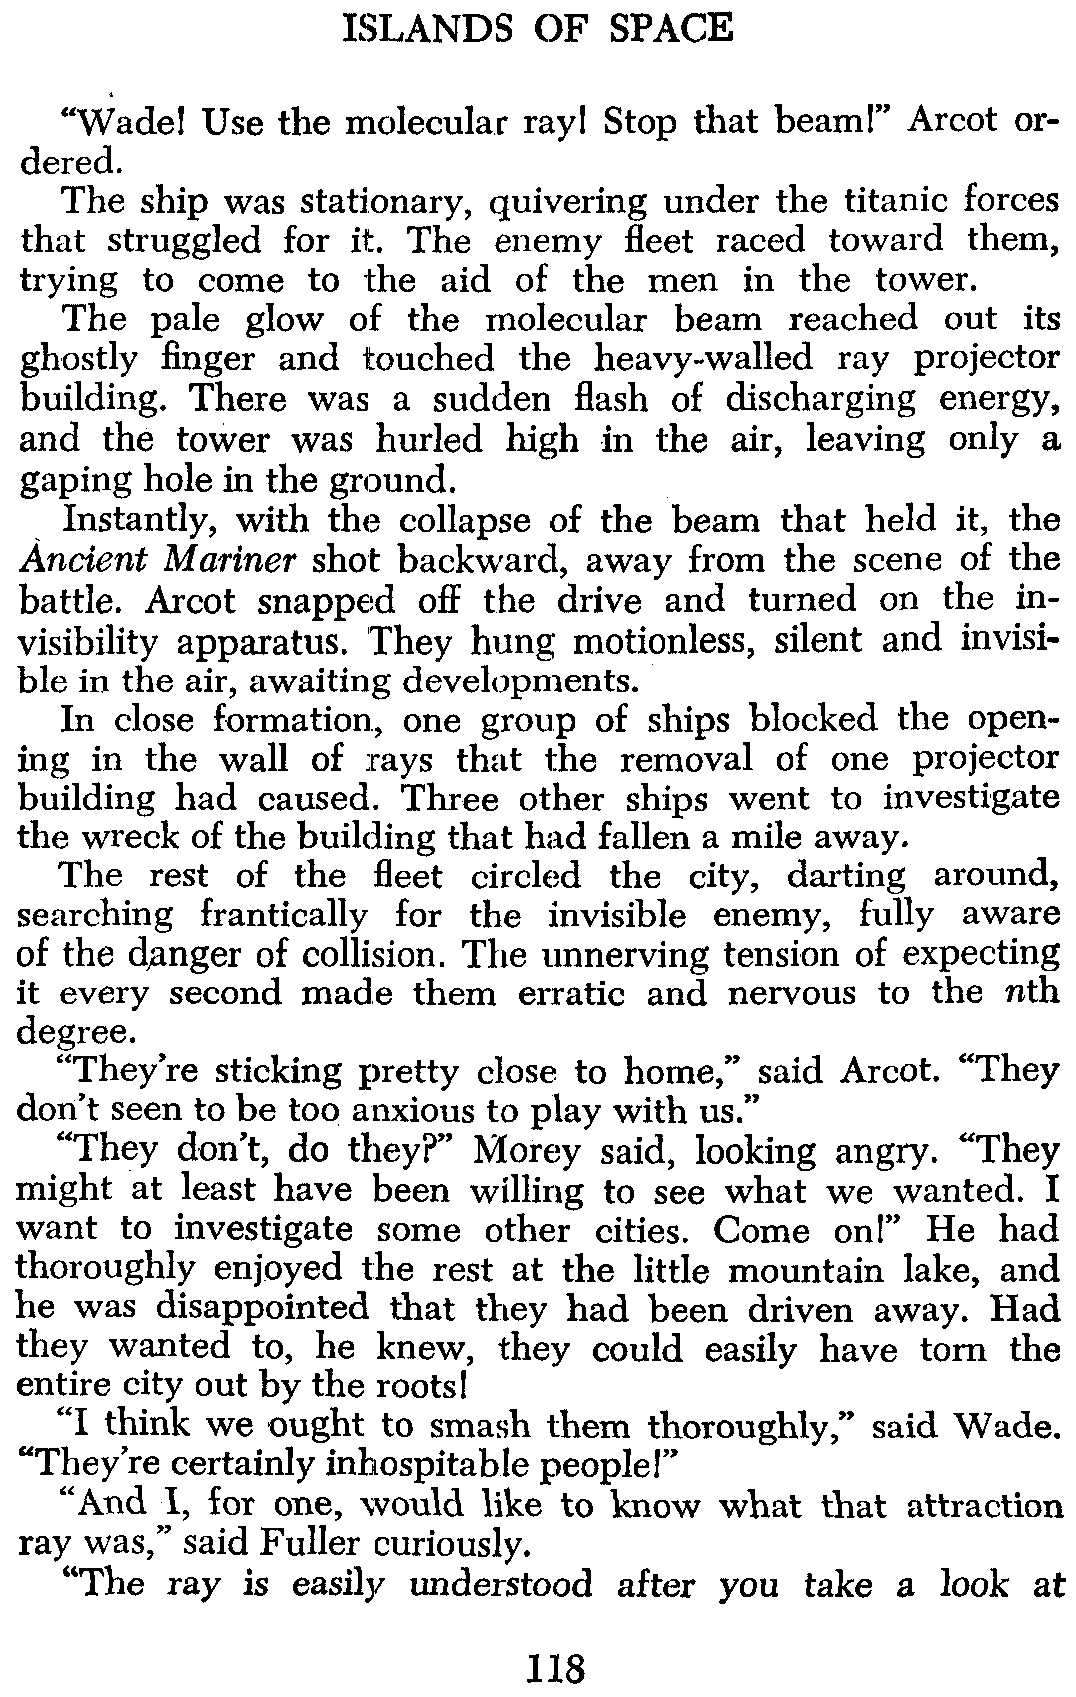 ISLANDS OF SPACE
“Wade! Use the molecular ray! Stop that beam!” Arcot or-
dered.
The ship was stationary, quivering under the titanic forces
that struggled for it. The enemy fleet raced toward them,
trying to come to the aid of the men in the tower.
The pale glow of the molecular beam reached out its
ghostly finger and touched the heavy-walled ray projector
building. There was a sudden flash of discharging energy,
and the tower was hurled high in the air, leaving only a
gaping hole in the ground.
Instantly, with the collapse of the beam that held it, the
Ancient Mariner shot backward, away from the scene of the
battle. Arcot snapped off the drive and turned on the in-
visibility apparatus. They hung motionless, silent and invisi-
ble in the air, awaiting developments.
In close formation, one group of ships blocked the open-
ing in the wall of rays that the removal of one projector
building had caused. Three other ships went to investigate
the wreck of the building that had fallen a mile away.
The rest of the fleet circled the city, darting around,
searching frantically for the invisible enemy, fully aware
of the danger of collision. The unnerving tension of expecting
it every second made them erratic and nervous to the nth
degree.
“They’re sticking pretty close to home,” said Arcot. “They
don’t seen to be too anxious to play with us.”
“They don’t, do they?” Morey said, looking angry. “They
might at least have been willing to see what we wanted. I
want to investigate some other cities. Come on!” He had
thoroughly enjoyed the rest at the little mountain lake, and
he was disappointed that they had been driven away. Had
they wanted to, he knew, they could easily have torn the
entire city out by the roots!
“I think we ought to smash them thoroughly,” said Wade.
“They’re certainly inhospitable people!”
“And I, for one, would like to know what that attraction
ray was,” said Fuller curiously.
“The ray is easily understood after you take a look at
118